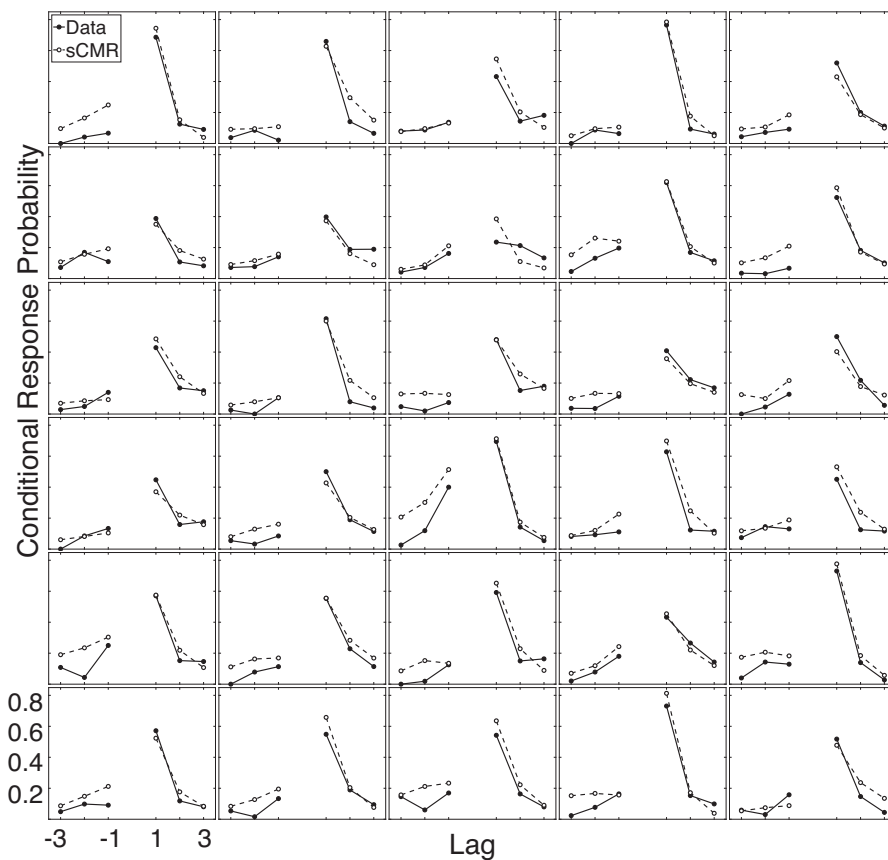 Data
sCMR
Conditional Response Probability
0.8
0.6
0.4
0.2
-3 -1 1 3
Lag